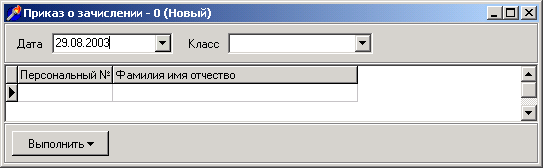 Приказ о зачислении - 0 (Новый)
Дата 29.08.2003 Класс
Персональный № Фамилия имя отчество
Выполнить